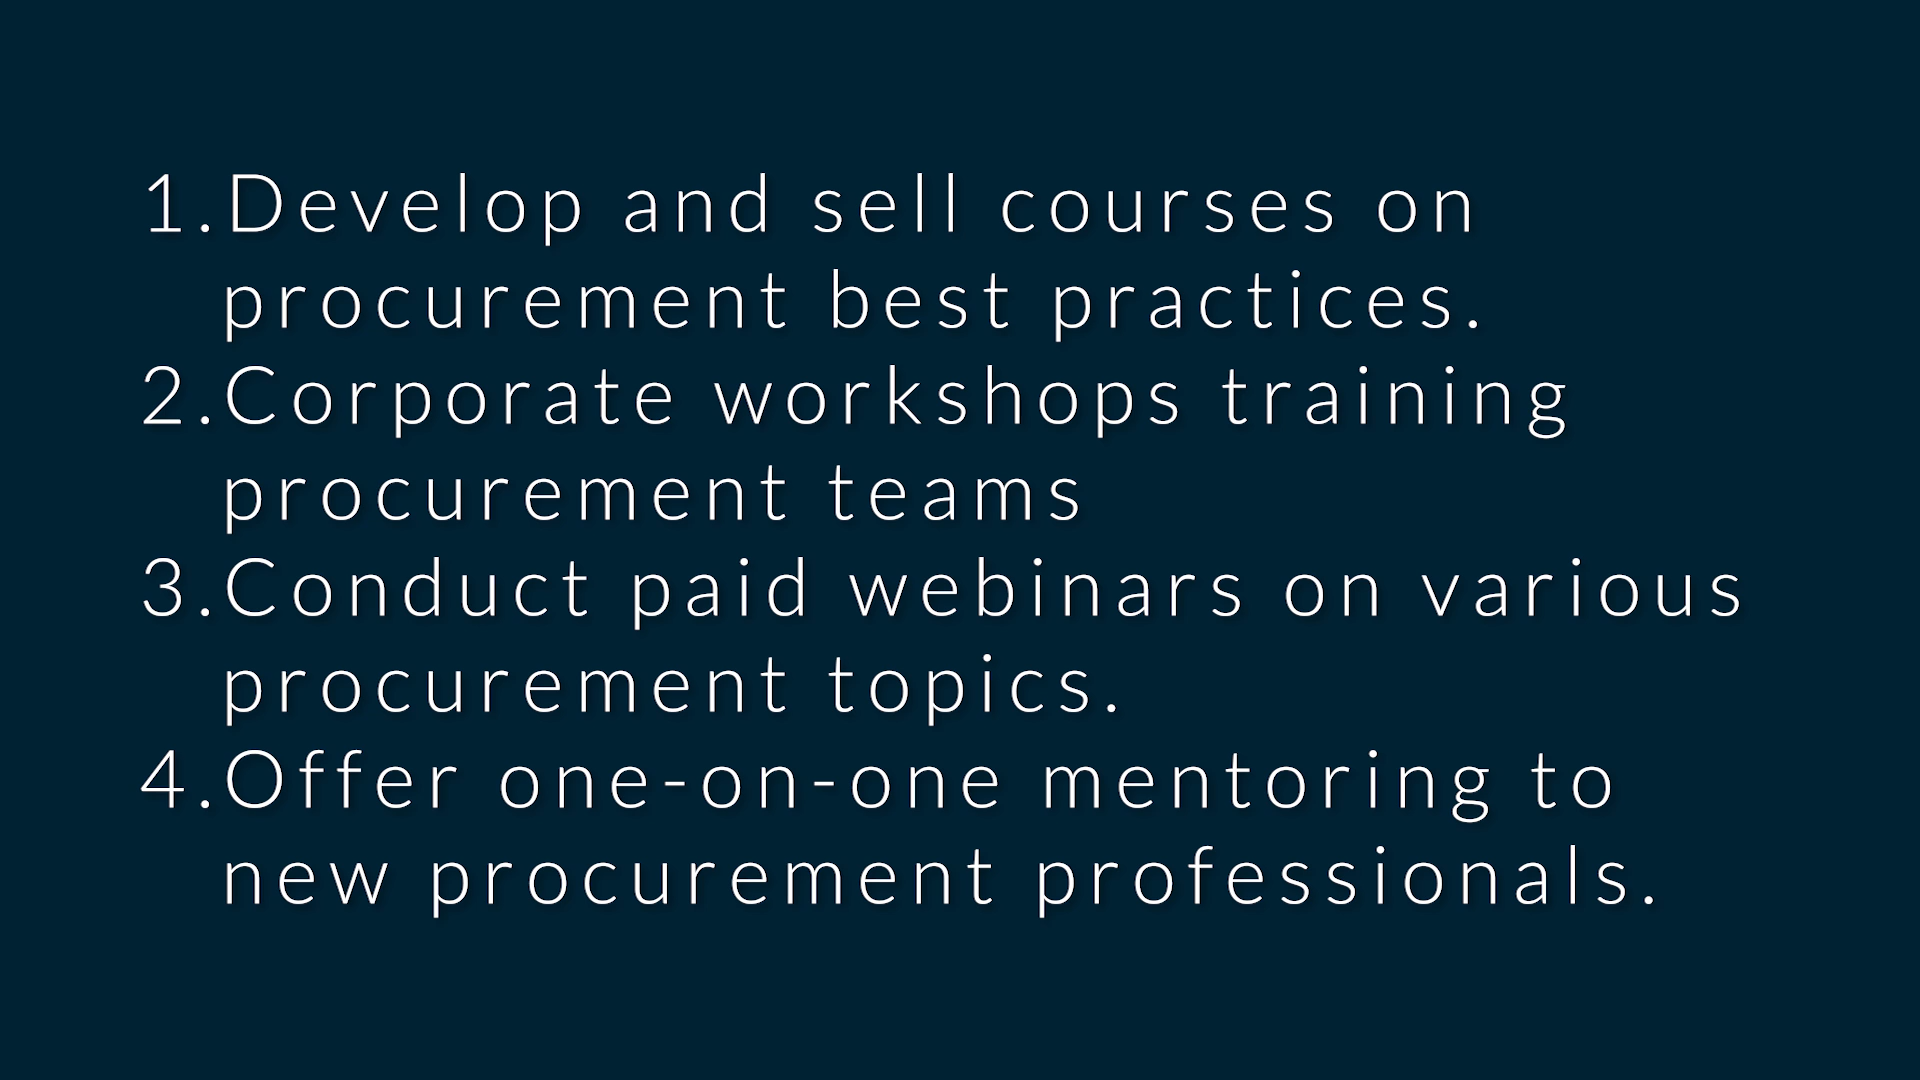 1.Develop and sell courses on
procurement best practices.
2.Corporate workshops training
procurement teams
3.Conduct paid webinars on various
procurement topics.
4.Offer one-on-one mentoring to
new procurement professionals.